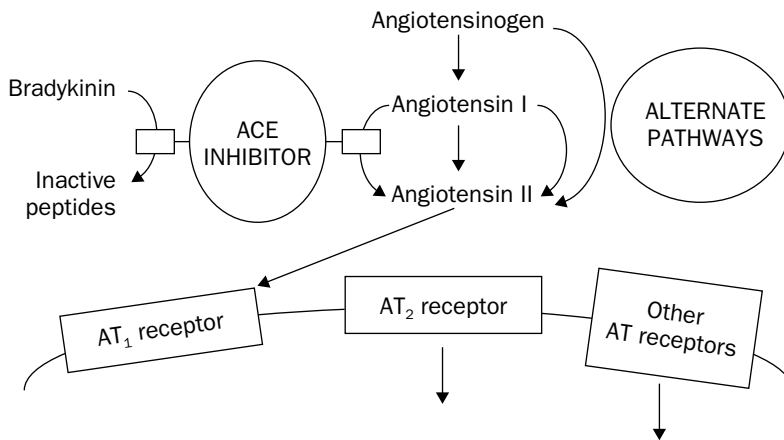 Angiotensinogen
Bradykinin
Angiotensin I
ACE
INHIBITOR
ALTERNATE
PATHWAYS
Inactive
peptides
Angiotensin II
AT₁ receptor
AT₂ receptor
Other
AT receptors